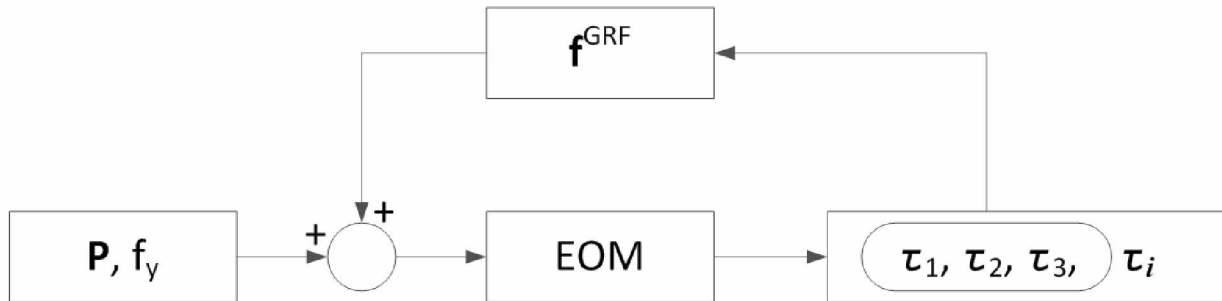 f^GRF
+
+
P, f_y
EOM
τ_1, τ_2, τ_3, τ_i